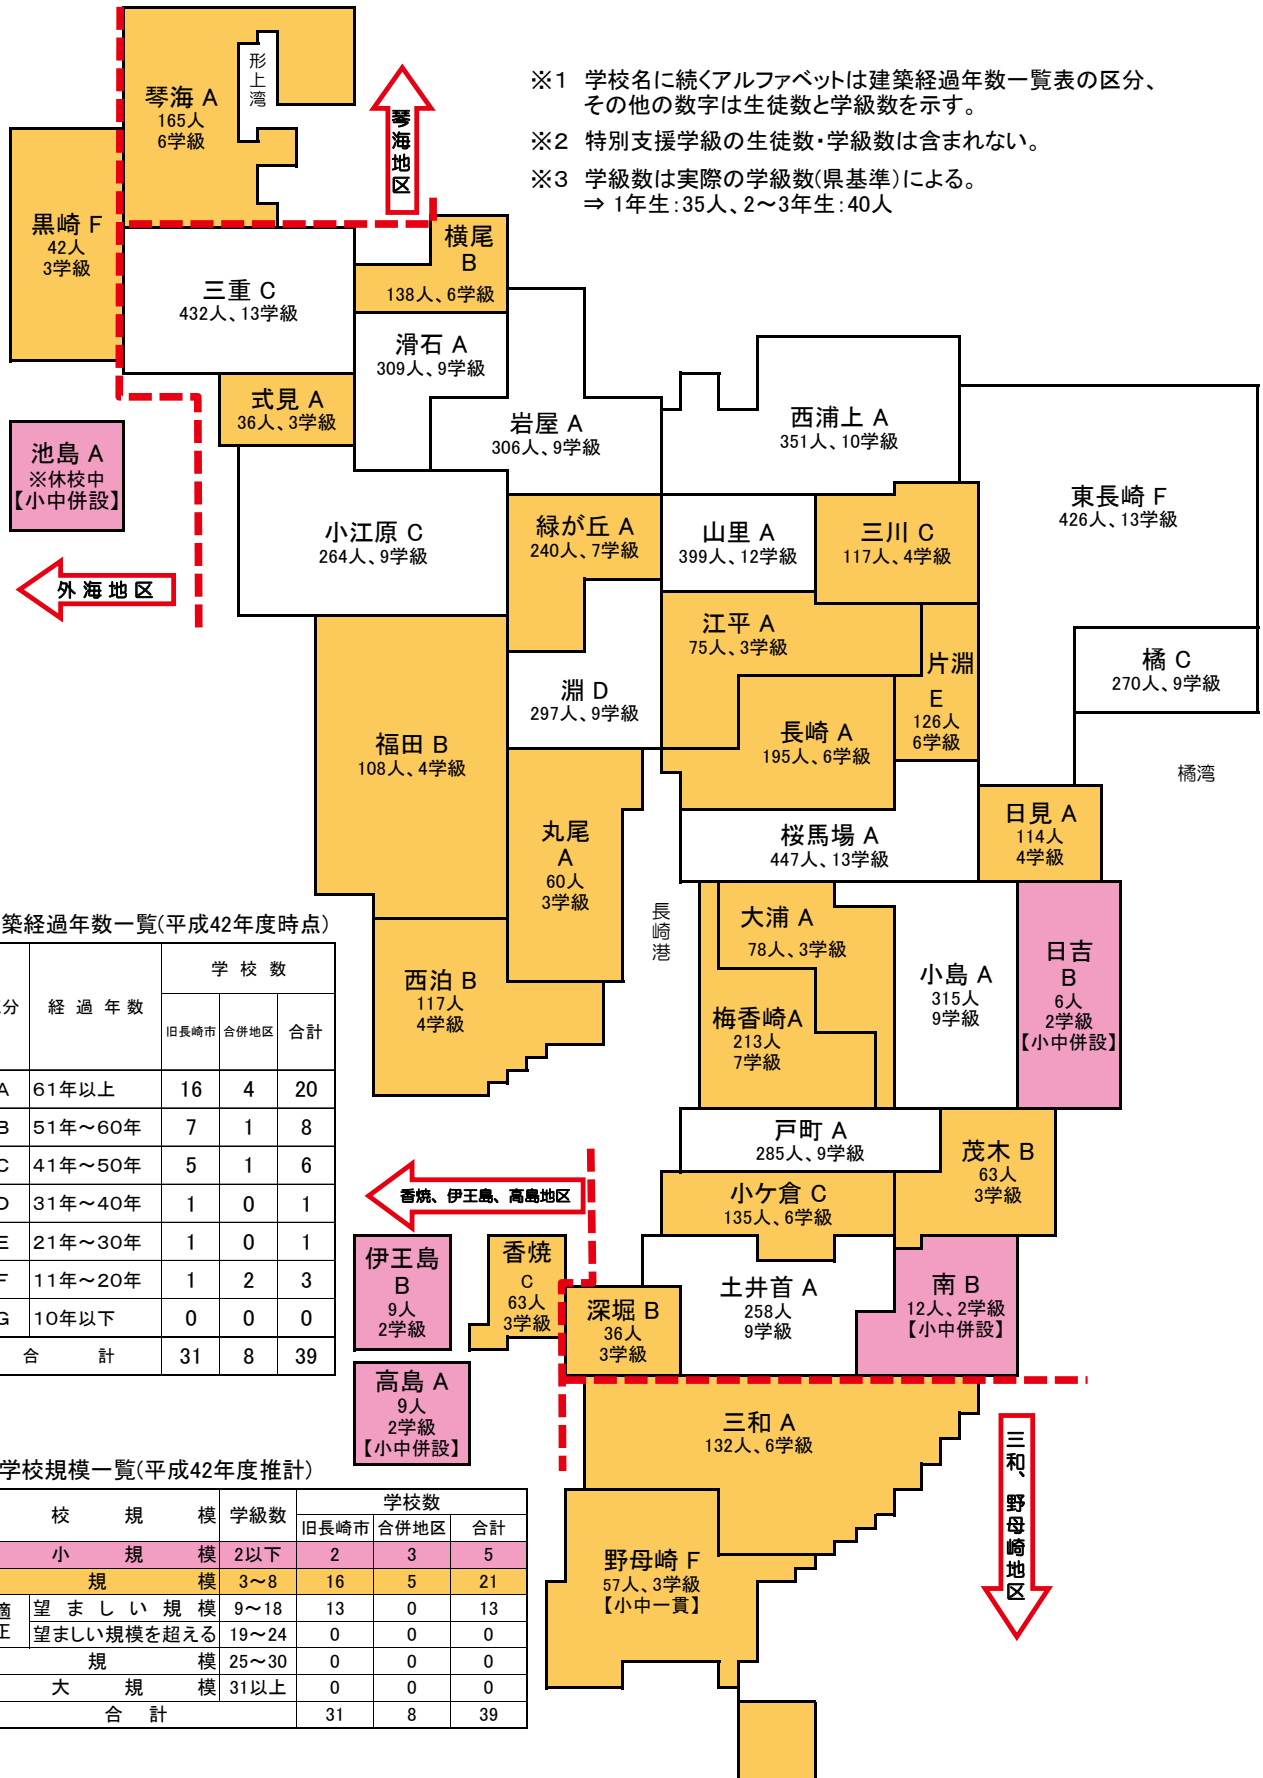 ※1 学校名に続くアルファベットは建築経過年数一覧表の区分、
その他の数字は生徒数と学級数を示す。
※2 特別支援学級の生徒数・学級数は含まれない。
※3 学級数は実際の学級数(県基準)による。
⇒ 1年生:35人、2～3年生:40人
形上湾
琴海 A
165人
6学級
琴海地区
黒崎 F
42人
3学級
横尾
B
138人、6学級
三重 C
432人、13学級
滑石 A
309人、9学級
式見 A
36人、3学級
岩屋 A
306人、9学級
西浦上 A
351人、10学級
池島 A
※休校中
【小中併設】
東長崎 F
426人、13学級
小江原 C
264人、9学級
緑が丘 A
240人、7学級
山里 A
399人、12学級
三川 C
117人、4学級
外海地区
江平 A
75人、3学級
片淵
E
126人
6学級
橘 C
270人、9学級
淵 D
297人、9学級
福田 B
108人、4学級
長崎 A
195人、6学級
橘湾
丸尾
A
60人
3学級
桜馬場 A
447人、13学級
日見 A
114人
4学級
長崎港
大浦 A
78人、3学級
小島 A
315人
9学級
日吉
B
6人
2学級
【小中併設】
西泊 B
117人
4学級
梅香崎A
213人
7学級
戸町 A
285人、9学級
茂木 B
63人
3学級
香焼、伊王島、高島地区
小ケ倉 C
135人、6学級
伊王島
B
9人
2学級
香焼
C
63人
3学級
深堀 B
36人
3学級
土井首 A
258人
9学級
南 B
12人、2学級
【小中併設】
高島 A
9人
2学級
【小中併設】
三和 A
132人、6学級
三和、野母崎地区
野母崎 F
57人、3学級
【小中一貫】
築経過年数一覧(平成42年度時点)
分 経過年数 学校数
旧長崎市 合併地区 合計
A 61年以上 16 4 20
B 51年～60年 7 1 8
C 41年～50年 5 1 6
D 31年～40年 1 0 1
E 21年～30年 1 0 1
F 11年～20年 1 2 3
G 10年以下 0 0 0
合計 31 8 39
学校規模一覧(平成42年度推計)
校規模 学級数 学校数
旧長崎市 合併地区 合計
小規模 2以下 2 3 5
規模 3～8 16 5 21
適正 望ましい規模 9～18 13 0 13
望ましい規模を超える 19～24 0 0 0
規模 25～30 0 0 0
大規模 31以上 0 0 0
合計 31 8 39